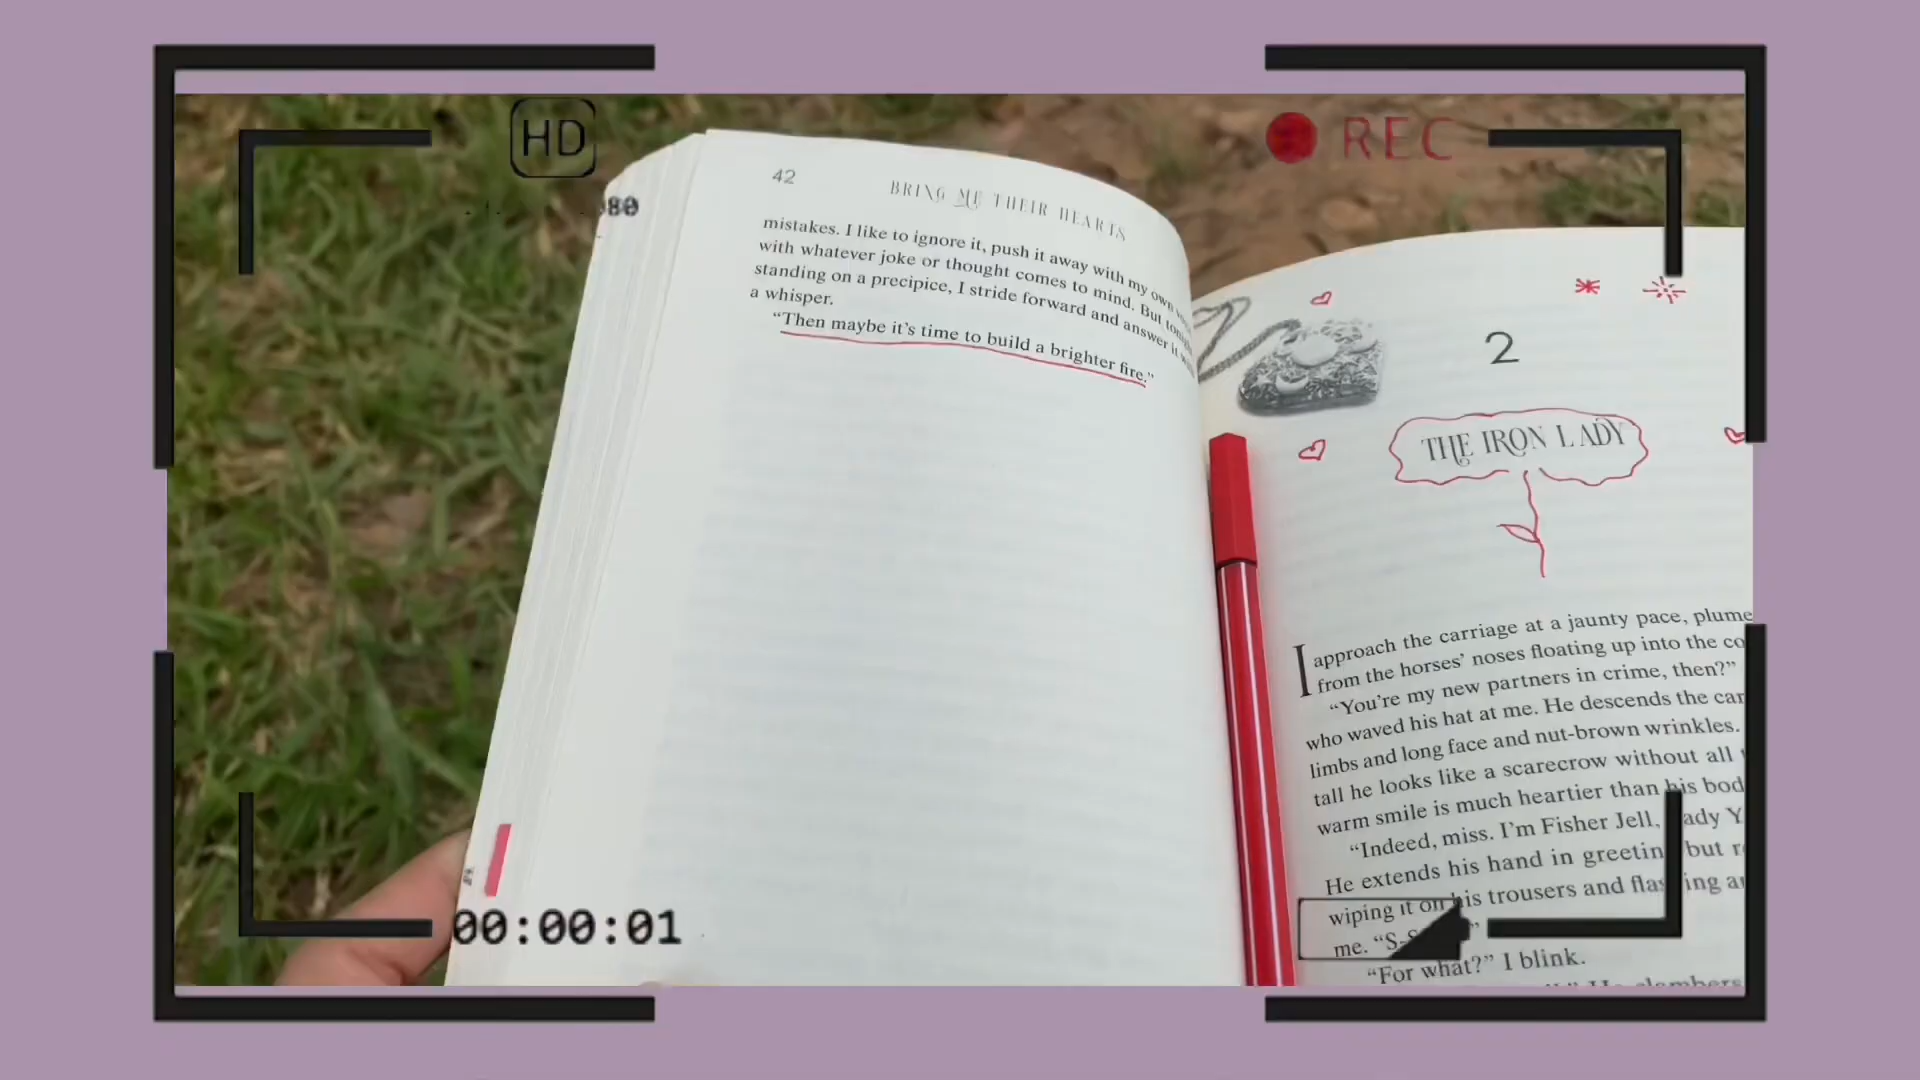 HD
REC
80
42
BRING ME THEIR HEARTS
mistakes. I like to ignore it, push it away with my own
with whatever joke or thought comes to mind. But
standing on a precipice, I stride forward and answer it
a whisper.
“Then maybe it’s time to build a brighter fire.”
2
THE IRON LADY
I approach the carriage at a jaunty pace, plume
from the horses’ noses floating up into the
“You’re my new partners in crime, then?”
who waved his hat at me. He descends the
limbs and long face and nut-brown wrinkles.
tall he looks like a scarecrow without all
warm smile is much heartier than his
“Indeed, miss. I’m Fisher Jell,
He extends his hand in greeting but
wiping it on his trousers and flashing
me.
“For what?” I blink.
00:00:01